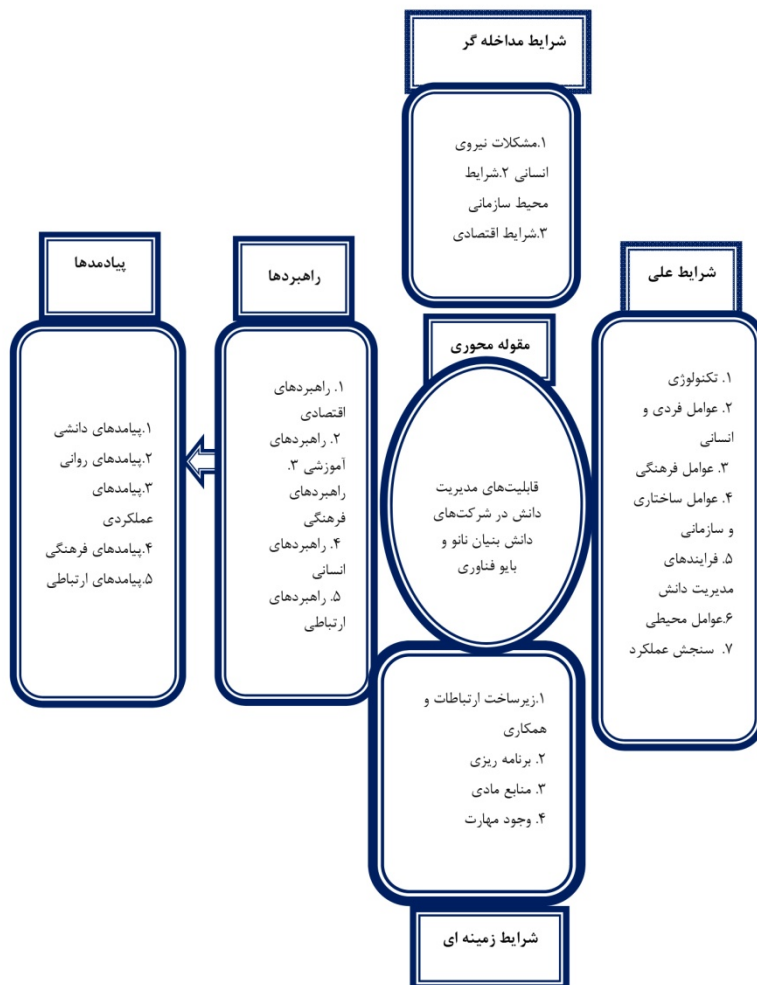 شرایط مداخله گر
۱.مشکلات نیروی
انسانی ۲.شرایط
محیط سازمانی
۳.شرایط اقتصادی
شرایط علی
۱. تکنولوژی
۲. عوامل فردی و
انسانی
۳. عوامل فرهنگی
۴. عوامل ساختاری
و سازمانی
۵. فرایندهای
مدیریت دانش
۶.عوامل محیطی
۷. سنجش عملکرد
مقوله محوری
قابلیت‌های مدیریت
دانش در شرکت‌های
دانش بنیان نانو و
بایو فناوری
راهبردها
۱. راهبردهای
اقتصادی
۲. راهبردهای
آموزشی ۳.
راهبردهای
فرهنگی
۴. راهبردهای
انسانی
۵. راهبردهای
ارتباطی
پیادمدها
۱.پیامدهای دانشی
۲.پیامدهای روانی
۳.پیامدهای
عملکردی
۴.پیامدهای فرهنگی
۵.پیامدهای ارتباطی
۱.زیرساخت ارتباطات و
همکاری
۲. برنامه ریزی
۳. منابع مادی
۴. وجود مهارت
شرایط زمینه ای